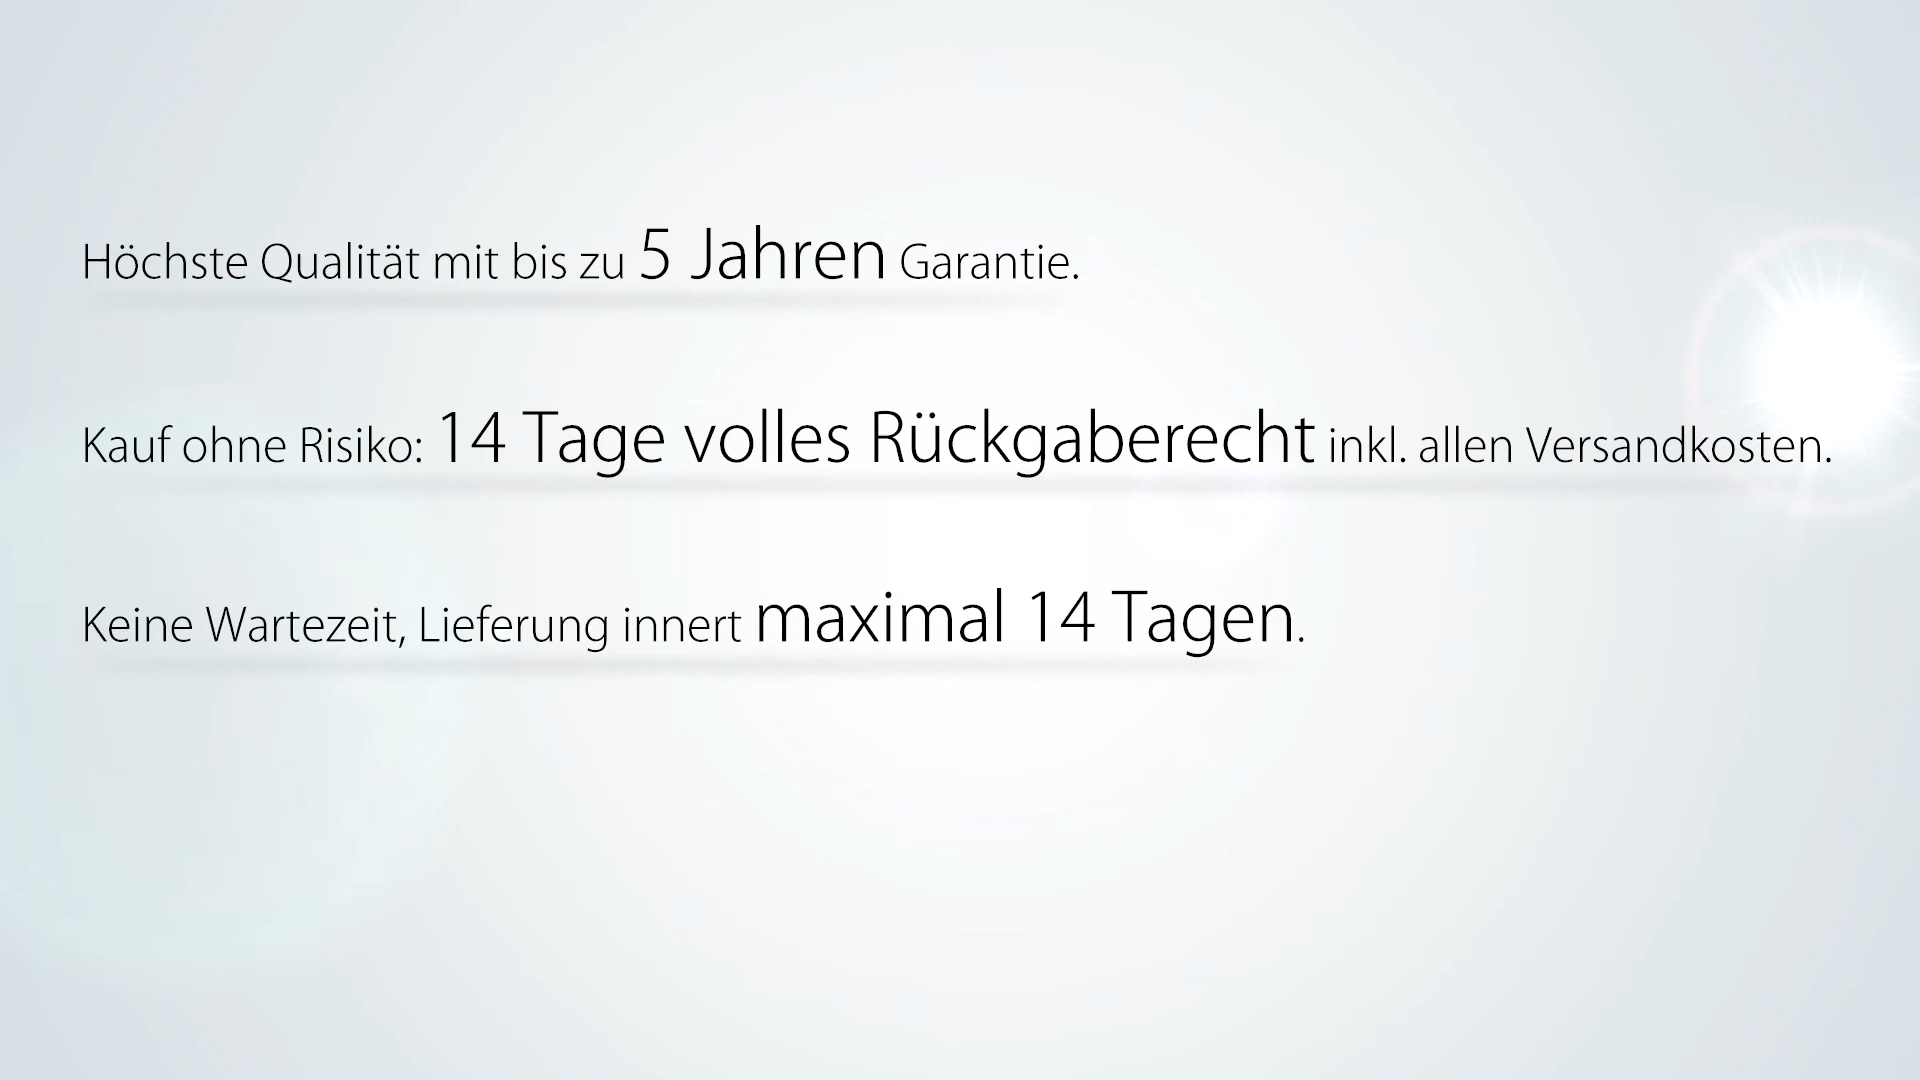 Höchste Qualität mit bis zu 5 Jahren Garantie.
Kauf ohne Risiko: 14 Tage volles Rückgaberecht inkl. allen Versandkosten.
Keine Wartezeit, Lieferung innert maximal 14 Tagen.